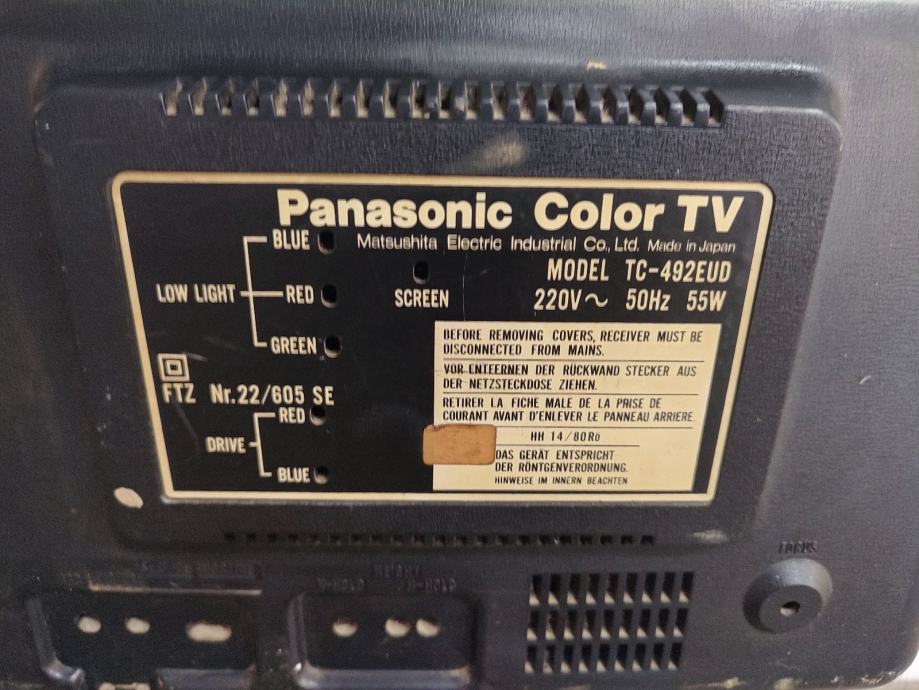 Panasonic Color TV
Matsushita Electric Industrial Co., Ltd. Made in Japan
MODEL TC-492EUD
220V~ 50Hz 55W
BLUE
LOW LIGHT
RED
GREEN
SCREEN
FTZ Nr.22/605 SE
RED
DRIVE
BLUE
BEFORE REMOVING COVERS, RECEIVER MUST BE
DISCONNECTED FROM MAINS.
VOR ENTFERNEN DER RÜCKWAND STECKER AUS
DER NETZSTECKDOSE ZIEHEN.
RETIRER LA FICHE MALE DE LA PRISE DE
COURANT AVANT D'ENLEVER LE PANNEAU ARRIERE.
HH 14/80Rö
DAS GERÄT ENTSPRICHT
DER RÖNTGENVERORDNUNG.
HINWEISE IM INNERN BEACHTEN
FOCUS